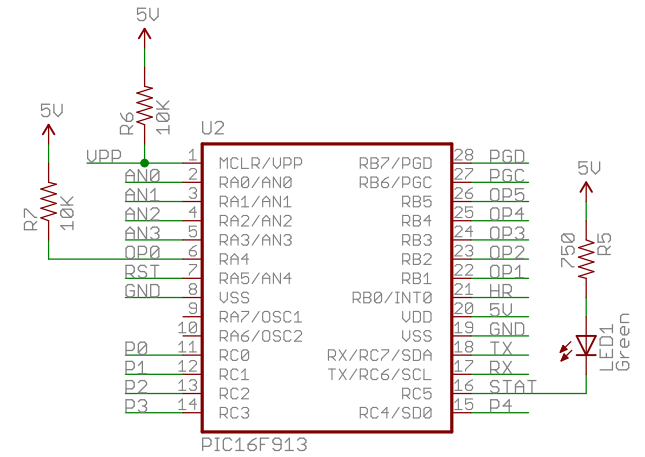 5V
R6
10K
5V
R7
10K
U2
VPP 1 MCLR/VPP RB7/PGD 28 PGD
AN0 2 RA0/AN0 RB6/PGC 27 PGC
AN1 3 RA1/AN1 RB5 26 OP5
AN2 4 RA2/AN2 RB4 25 OP4
AN3 5 RA3/AN3 RB3 24 OP3
OP0 6 RA4 RB2 23 OP2
RST 7 RA5/AN4 RB1 22 OP1
GND 8 VSS RB0/INT0 21 HR
9 RA7/OSC1 VDD 20 5V
10 RA6/OSC2 VSS 19 GND
P0 11 RC0 RX/RC7/SDA 18 TX
P1 12 RC1 TX/RC6/SCL 17 RX
P2 13 RC2 RC5 16 STAT
P3 14 RC3 RC4/SD0 15 P4
PIC16F913
5V
750
R5
LED1
Green